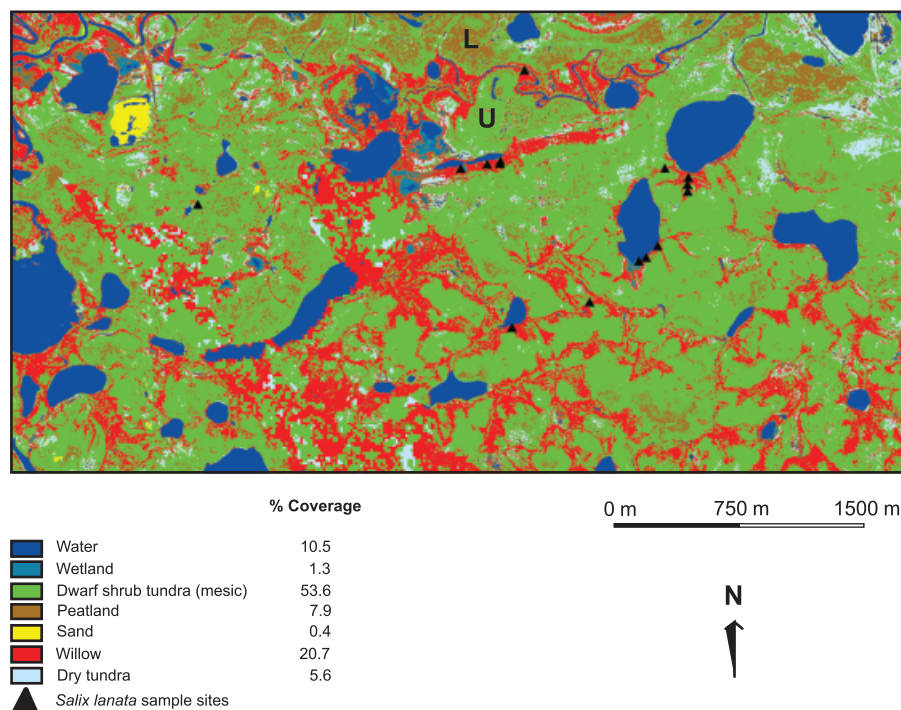 L
U
% Coverage
0 m 750 m 1500 m
Water 10.5
Wetland 1.3
Dwarf shrub tundra (mesic) 53.6
Peatland 7.9
Sand 0.4
Willow 20.7
Dry tundra 5.6
Salix lanata sample sites
N